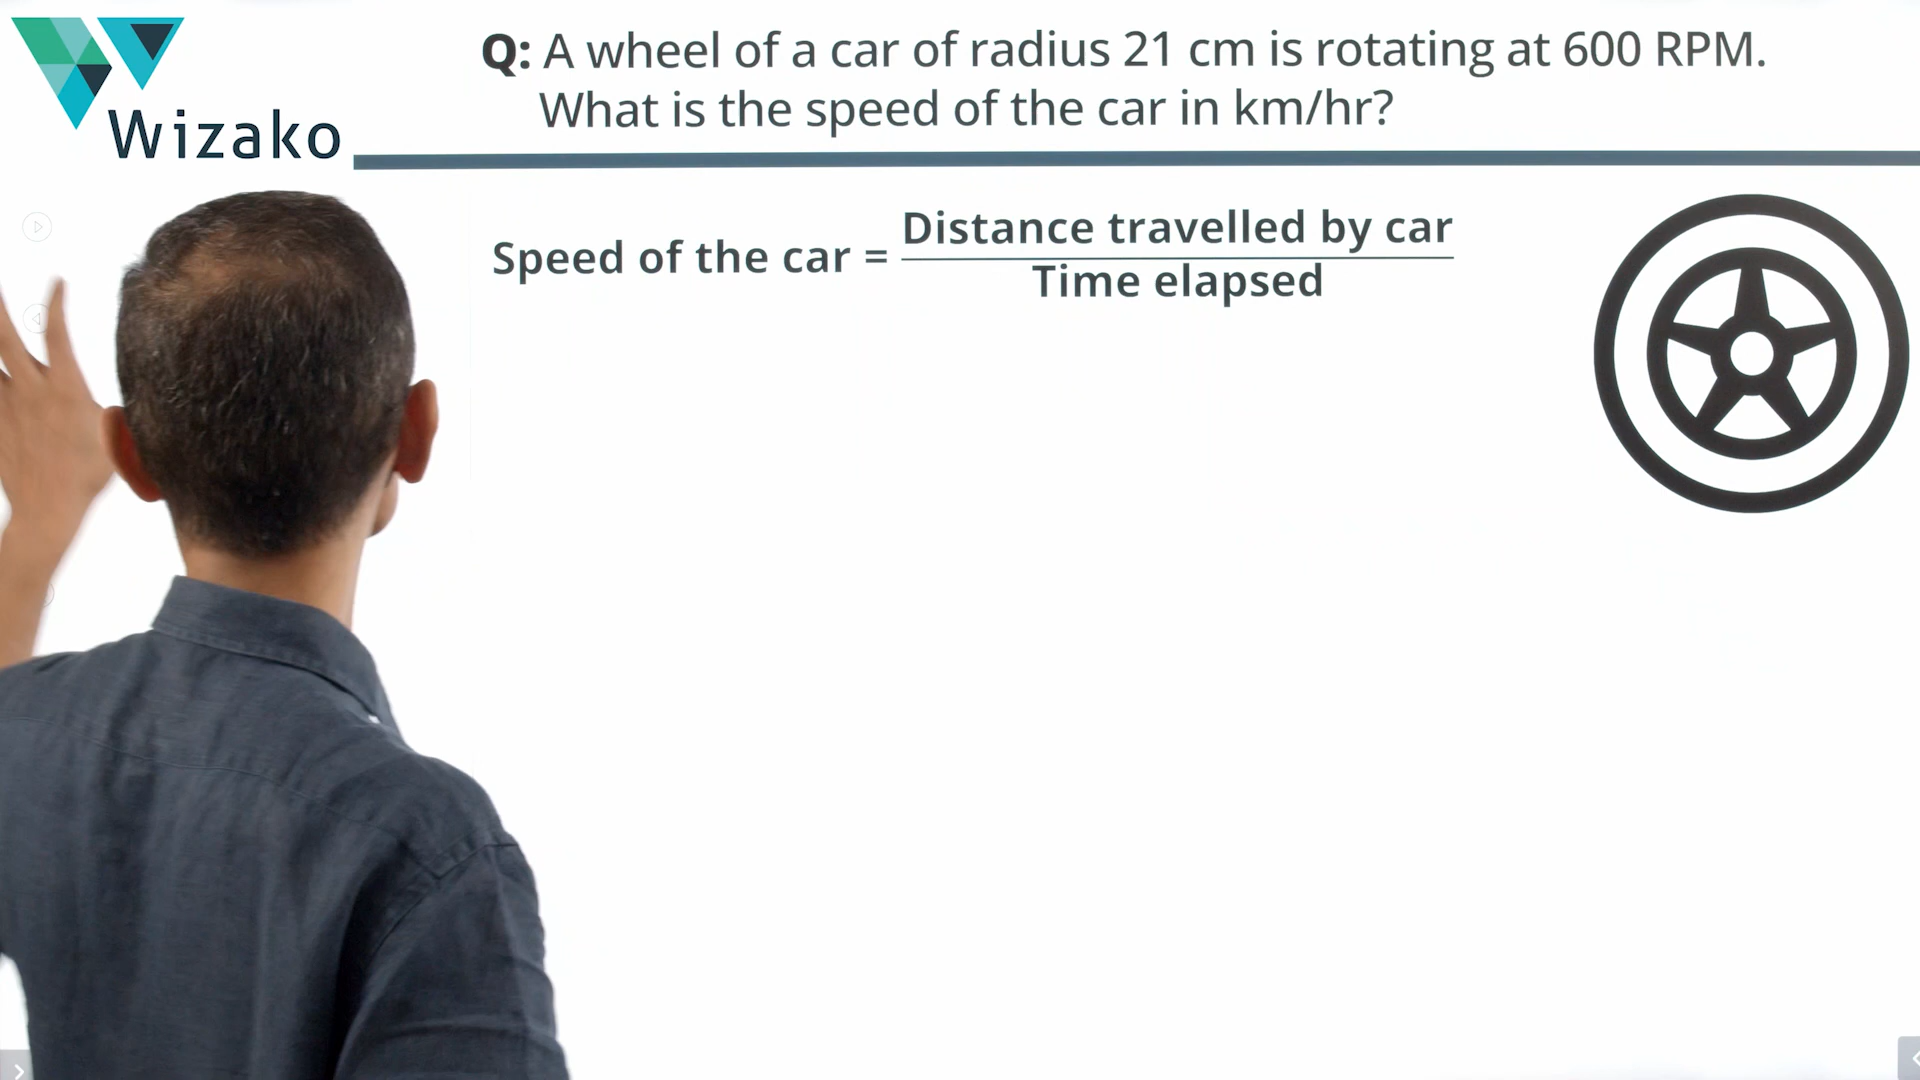 Wizako
Q: A wheel of a car of radius 21 cm is rotating at 600 RPM.
What is the speed of the car in km/hr?
Speed of the car = Distance travelled by car
Time elapsed